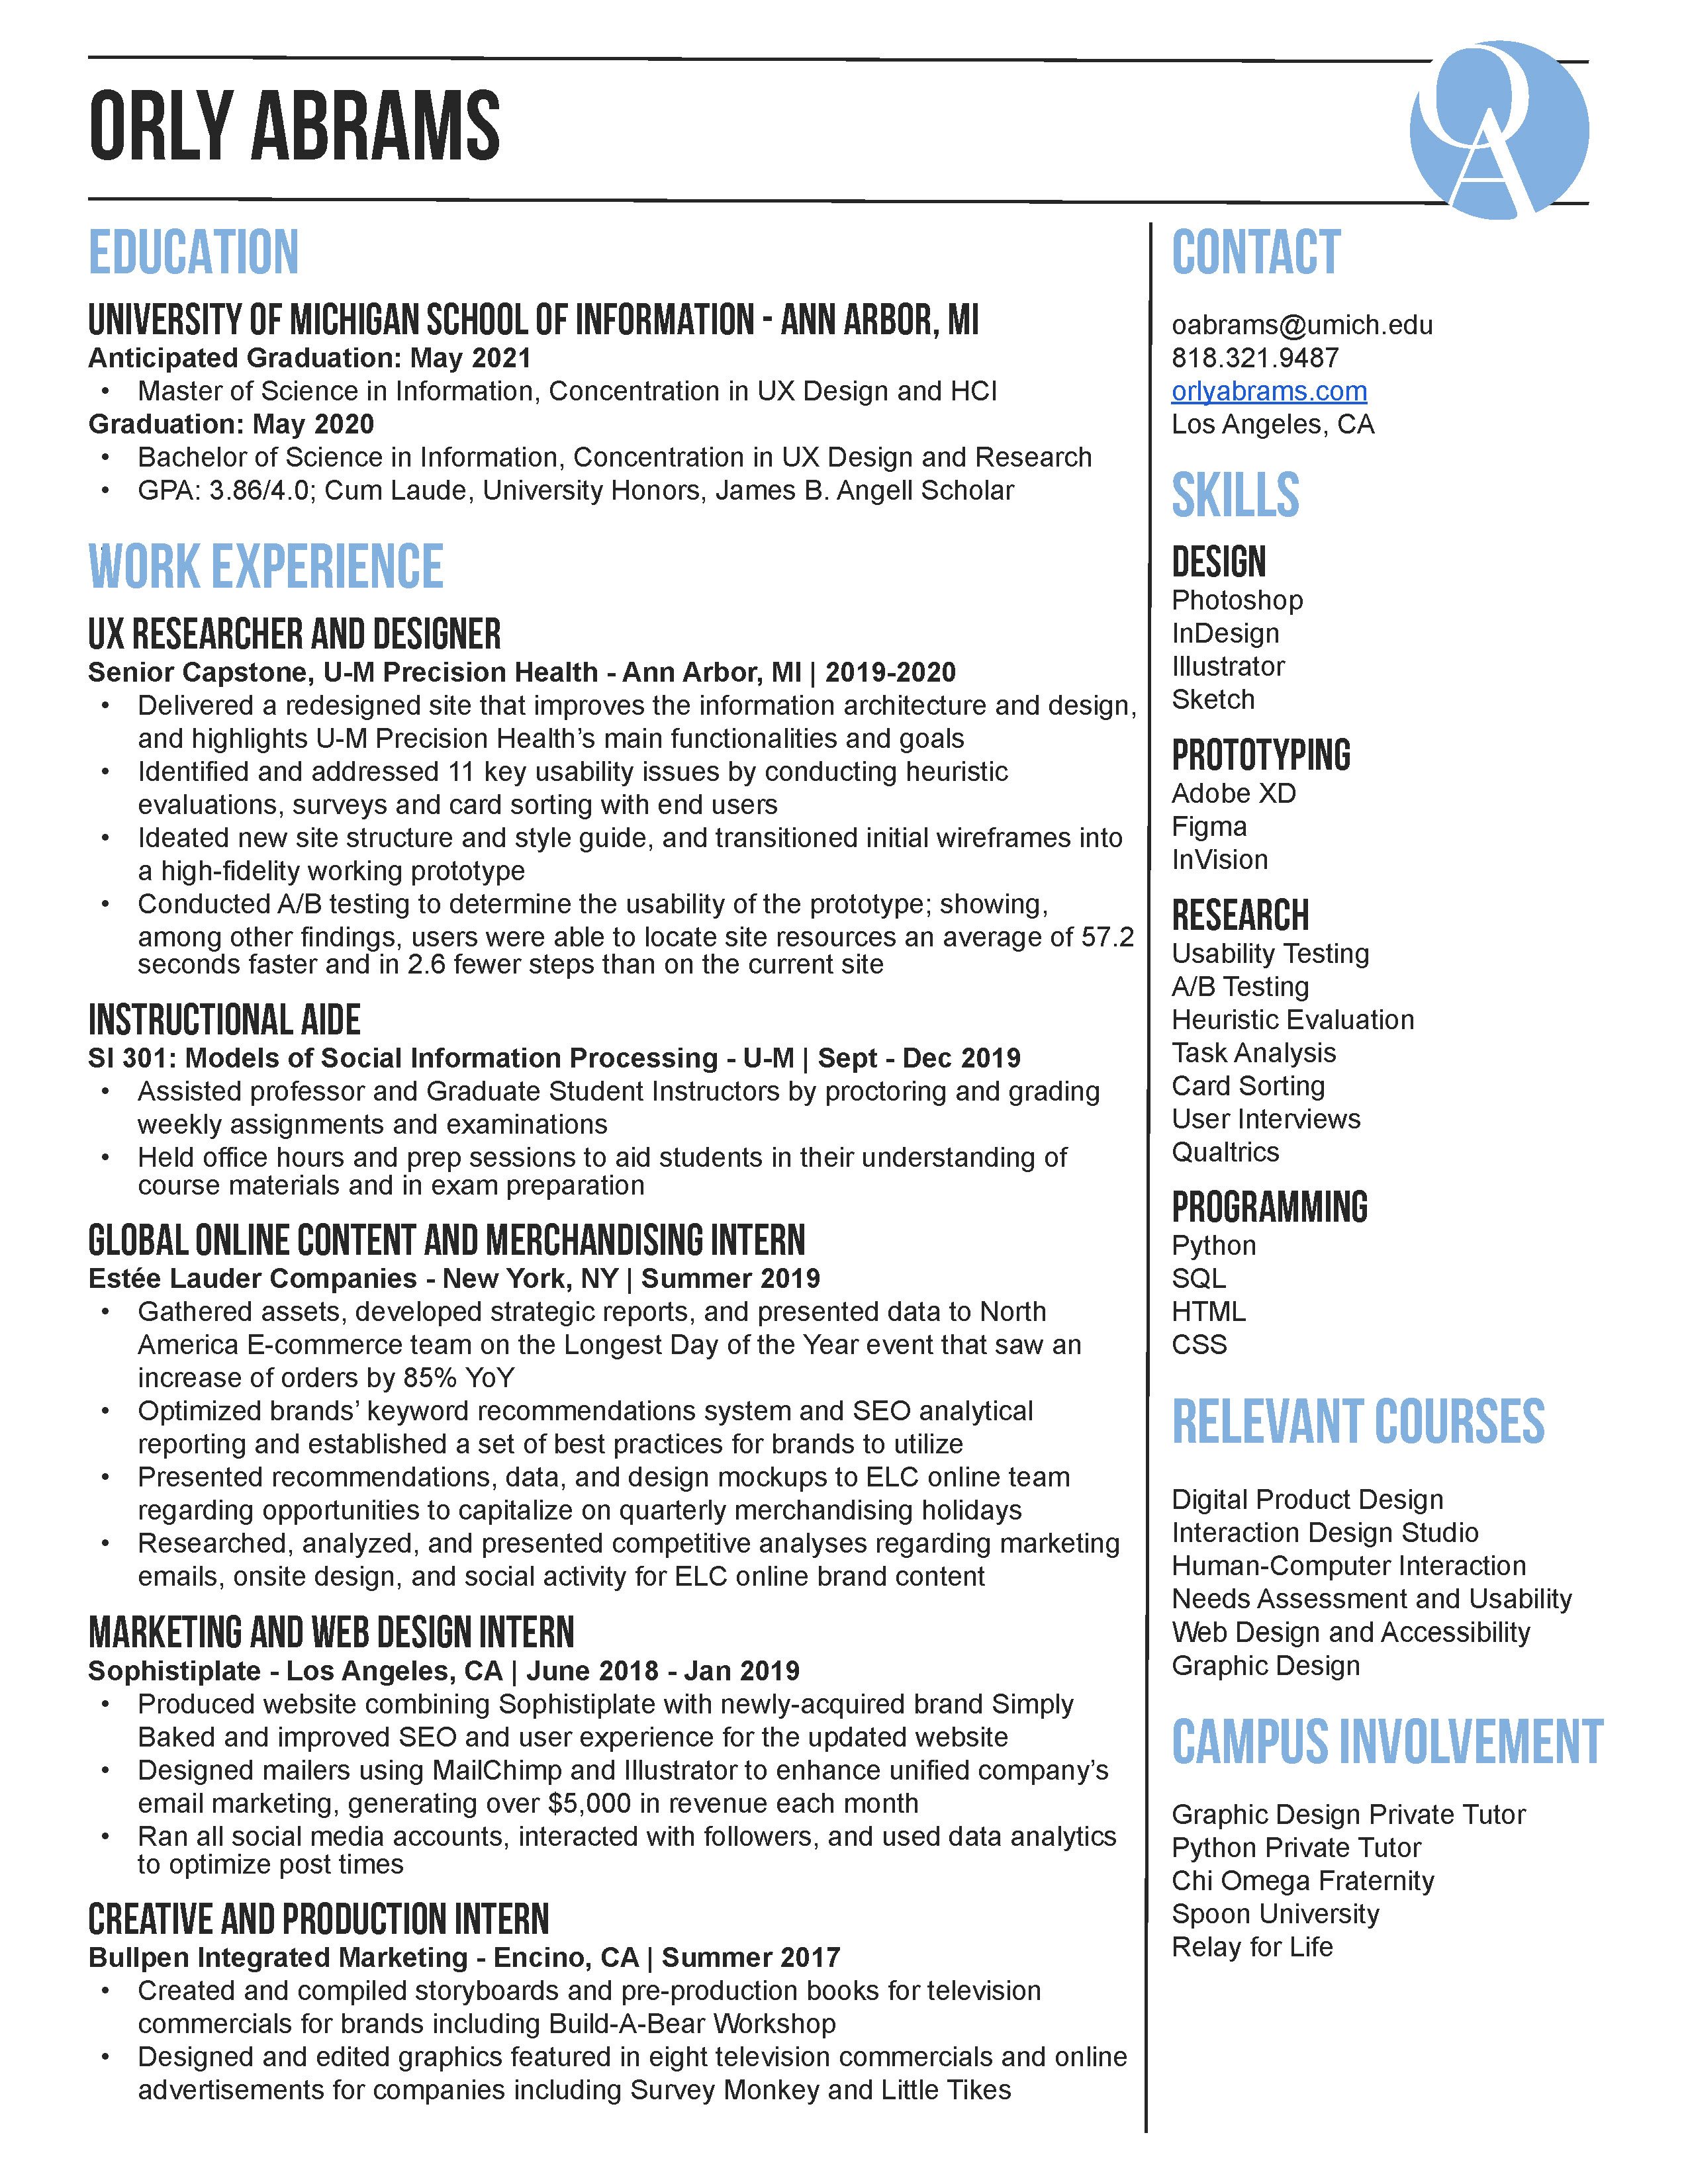 ORLY ABRAMS
OA
EDUCATION
UNIVERSITY OF MICHIGAN SCHOOL OF INFORMATION - ANN ARBOR, MI
Anticipated Graduation: May 2021
• Master of Science in Information, Concentration in UX Design and HCI
Graduation: May 2020
• Bachelor of Science in Information, Concentration in UX Design and Research
• GPA: 3.86/4.0; Cum Laude, University Honors, James B. Angell Scholar
WORK EXPERIENCE
UX RESEARCHER AND DESIGNER
Senior Capstone, U-M Precision Health - Ann Arbor, MI | 2019-2020
• Delivered a redesigned site that improves the information architecture and design,
and highlights U-M Precision Health’s main functionalities and goals
• Identified and addressed 11 key usability issues by conducting heuristic
evaluations, surveys and card sorting with end users
• Ideated new site structure and style guide, and transitioned initial wireframes into
a high-fidelity working prototype
• Conducted A/B testing to determine the usability of the prototype; showing,
among other findings, users were able to locate site resources an average of 57.2
seconds faster and in 2.6 fewer steps than on the current site
INSTRUCTIONAL AIDE
SI 301: Models of Social Information Processing - U-M | Sept - Dec 2019
• Assisted professor and Graduate Student Instructors by proctoring and grading
weekly assignments and examinations
• Held office hours and prep sessions to aid students in their understanding of
course materials and in exam preparation
GLOBAL ONLINE CONTENT AND MERCHANDISING INTERN
Estée Lauder Companies - New York, NY | Summer 2019
• Gathered assets, developed strategic reports, and presented data to North
America E-commerce team on the Longest Day of the Year event that saw an
increase of orders by 85% YoY
• Optimized brands’ keyword recommendations system and SEO analytical
reporting and established a set of best practices for brands to utilize
• Presented recommendations, data, and design mockups to ELC online team
regarding opportunities to capitalize on quarterly merchandising holidays
• Researched, analyzed, and presented competitive analyses regarding marketing
emails, onsite design, and social activity for ELC online brand content
MARKETING AND WEB DESIGN INTERN
Sophistiplate - Los Angeles, CA | June 2018 - Jan 2019
• Produced website combining Sophistiplate with newly-acquired brand Simply
Baked and improved SEO and user experience for the updated website
• Designed mailers using MailChimp and Illustrator to enhance unified company’s
email marketing, generating over $5,000 in revenue each month
• Ran all social media accounts, interacted with followers, and used data analytics
to optimize post times
CREATIVE AND PRODUCTION INTERN
Bullpen Integrated Marketing - Encino, CA | Summer 2017
• Created and compiled storyboards and pre-production books for television
commercials for brands including Build-A-Bear Workshop
• Designed and edited graphics featured in eight television commercials and online
advertisements for companies including Survey Monkey and Little Tikes
CONTACT
oabrams@umich.edu
818.321.9487
orlyabrams.com
Los Angeles, CA
SKILLS
DESIGN
Photoshop
InDesign
Illustrator
Sketch
PROTOTYPING
Adobe XD
Figma
InVision
RESEARCH
Usability Testing
A/B Testing
Heuristic Evaluation
Task Analysis
Card Sorting
User Interviews
Qualtrics
PROGRAMMING
Python
SQL
HTML
CSS
RELEVANT COURSES
Digital Product Design
Interaction Design Studio
Human-Computer Interaction
Needs Assessment and Usability
Web Design and Accessibility
Graphic Design
CAMPUS INVOLVEMENT
Graphic Design Private Tutor
Python Private Tutor
Chi Omega Fraternity
Spoon University
Relay for Life